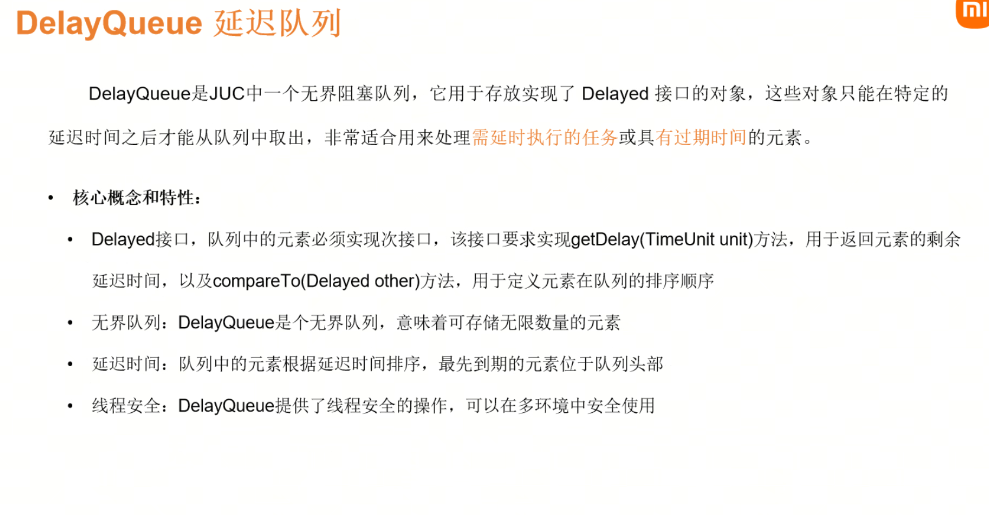 DelayQueue 延迟队列
mi
DelayQueue是JUC中一个无界阻塞队列，它用于存放实现了 Delayed 接口的对象，这些对象只能在特定的
延迟时间之后才能从队列中取出，非常适合用来处理需延时执行的任务或具有过期时间的元素。
• 核心概念和特性：
• Delayed接口，队列中的元素必须实现次接口，该接口要求实现getDelay(TimeUnit unit)方法，用于返回元素的剩余
延迟时间，以及compareTo(Delayed other)方法，用于定义元素在队列的排序顺序
• 无界队列：DelayQueue是个无界队列，意味着可存储无限数量的元素
• 延迟时间：队列中的元素根据延迟时间排序，最先到期的元素位于队列头部
• 线程安全：DelayQueue提供了线程安全的操作，可以在多环境中安全使用